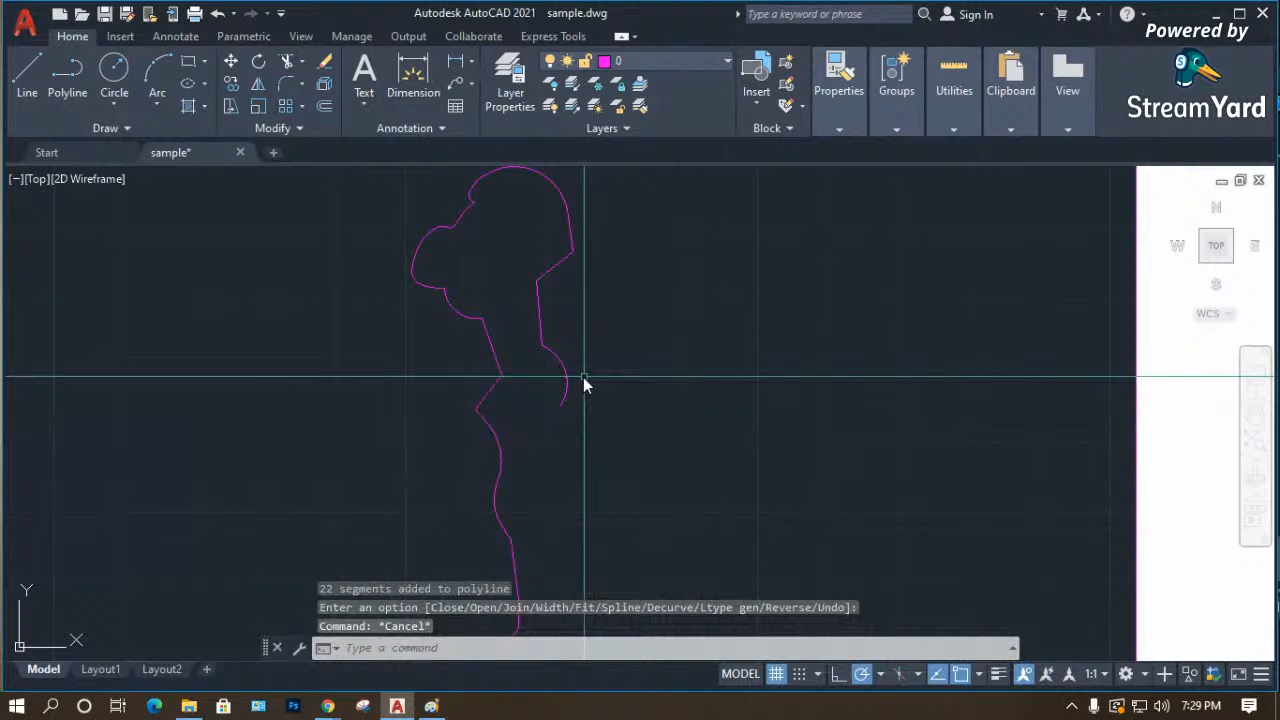 Autodesk AutoCAD 2021 sample.dwg
Type a keyword or phrase
Sign In
Powered by
StreamYard
Home Insert Annotate Parametric View Manage Output Collaborate Express Tools
Line Polyline Circle Arc
Text Dimension
Layer
Properties
0
Insert
Properties Groups Utilities Clipboard View
Draw Modify Annotation Layers Block
Start sample*
[−][Top][2D Wireframe]
N
W TOP E
S
WCS
Y
X
22 segments added to polyline
Enter an option [Close/Open/Join/Width/Fit/Spline/Decurve/Ltype gen/Reverse/Undo]:
Command: *Cancel*
Type a command
Model Layout1 Layout2
MODEL 1:1
7:29 PM